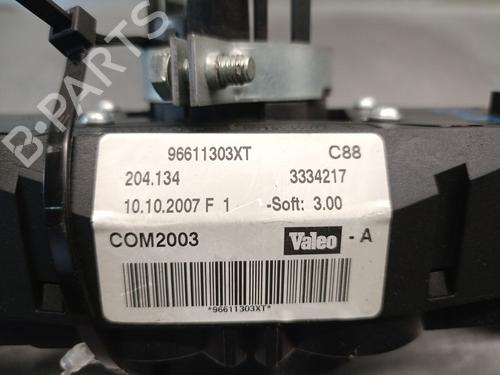 B-PARTS
96611303XT C88
204.134 3334217
10.10.2007 F 1 -Soft: 3.00
COM2003 Valeo - A
*96611303XT*